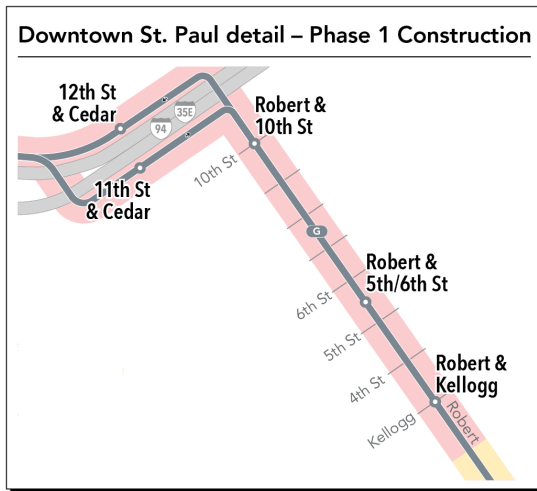 Downtown St. Paul detail – Phase 1 Construction
12th St
& Cedar
35E
94
Robert &
10th St
10th St
11th St
& Cedar
G
Robert &
5th/6th St
6th St
5th St
4th St
Robert &
Kellogg
Kellogg
Robert